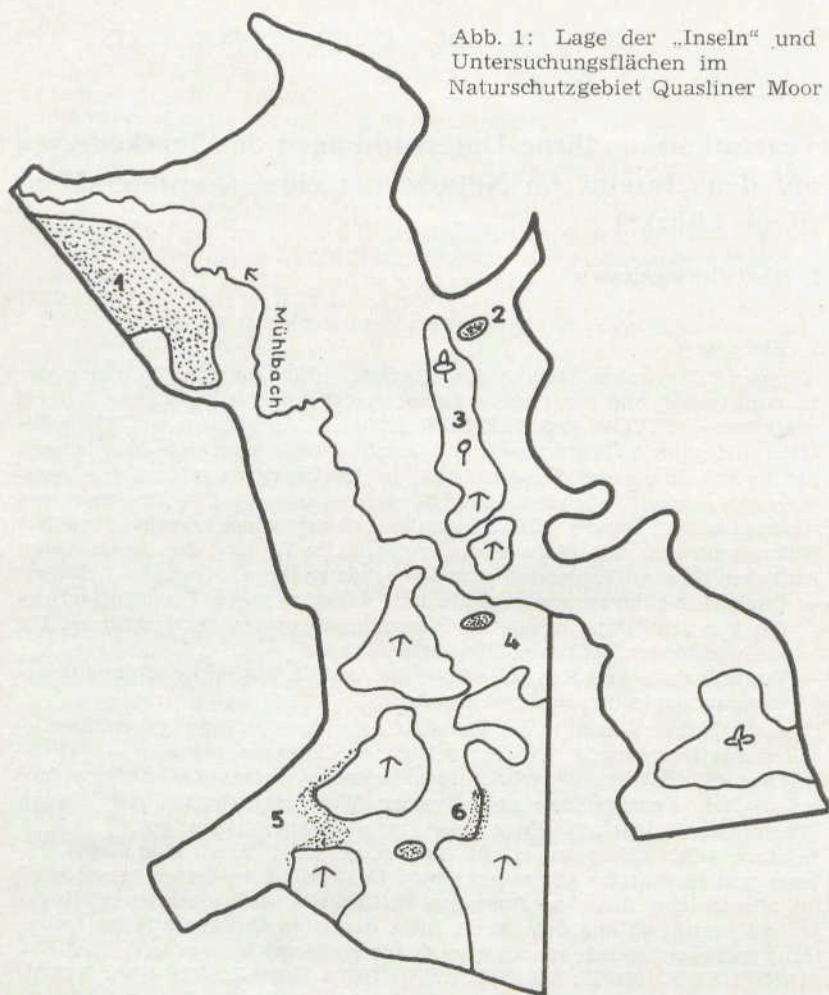 Abb. 1: Lage der „Inseln“ und
Untersuchungsflächen im
Naturschutzgebiet Quasliner Moor
1
2
Mühlbach
3
4
5
6